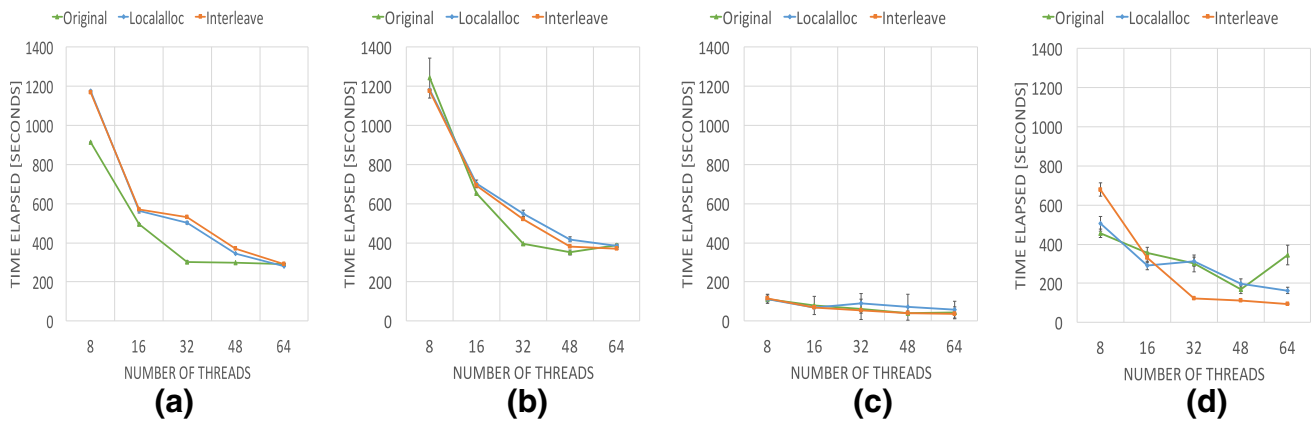 Original Localalloc Interleave
1400
1200
1000
800
600
400
200
0
TIME ELAPSED [SECONDS]
8 16 32 48 64
NUMBER OF THREADS
(a)
Original Localalloc Interleave
1400
1200
1000
800
600
400
200
0
TIME ELAPSED [SECONDS]
8 16 32 48 64
NUMBER OF THREADS
(b)
Original Localalloc Interleave
1400
1200
1000
800
600
400
200
0
TIME ELAPSED [SECONDS]
8 16 32 48 64
NUMBER OF THREADS
(c)
Original Localalloc Interleave
1400
1200
1000
800
600
400
200
0
TIME ELAPSED [SECONDS]
8 16 32 48 64
NUMBER OF THREADS
(d)